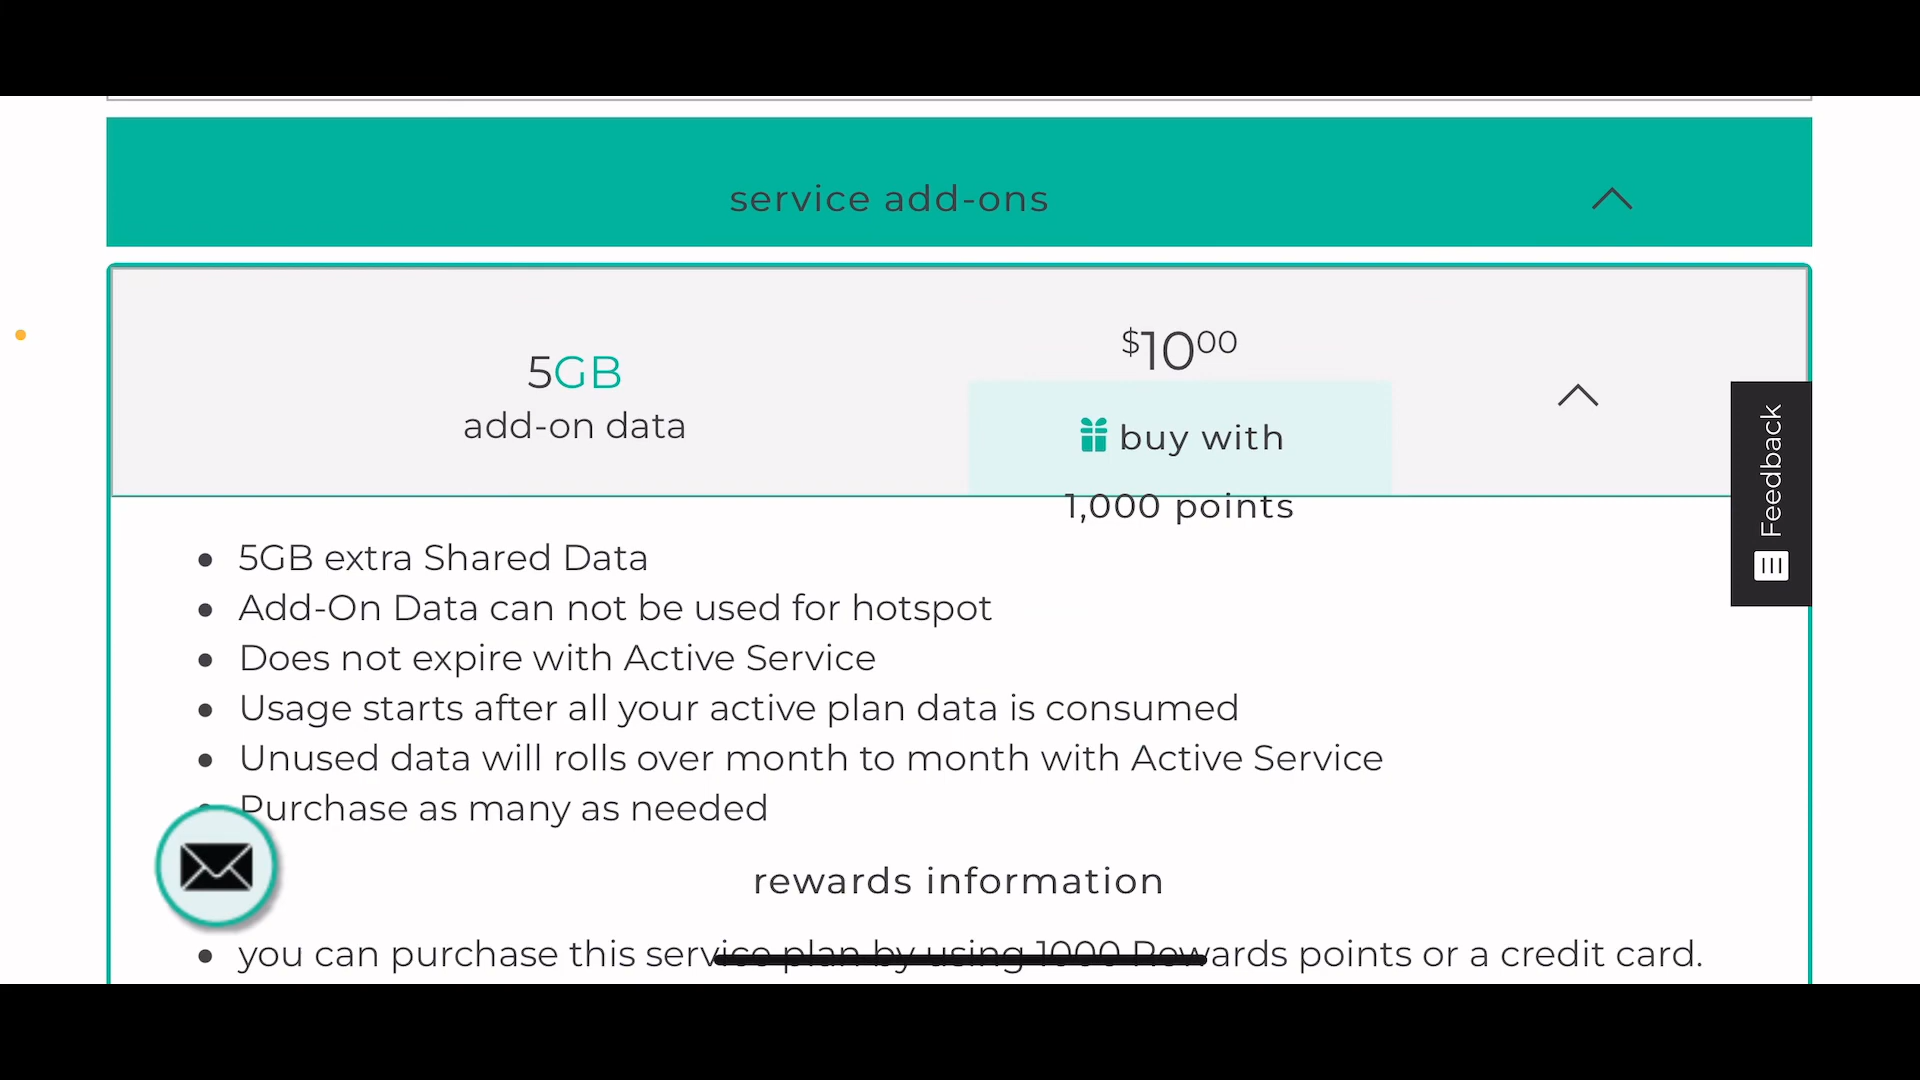 service add-ons
5GB
add-on data
$1000
buy with
1,000 points
Feedback
5GB extra Shared Data
Add-On Data can not be used for hotspot
Does not expire with Active Service
Usage starts after all your active plan data is consumed
Unused data will rolls over month to month with Active Service
Purchase as many as needed
rewards information
you can purchase this service plan by using 1000 Rewards points or a credit card.